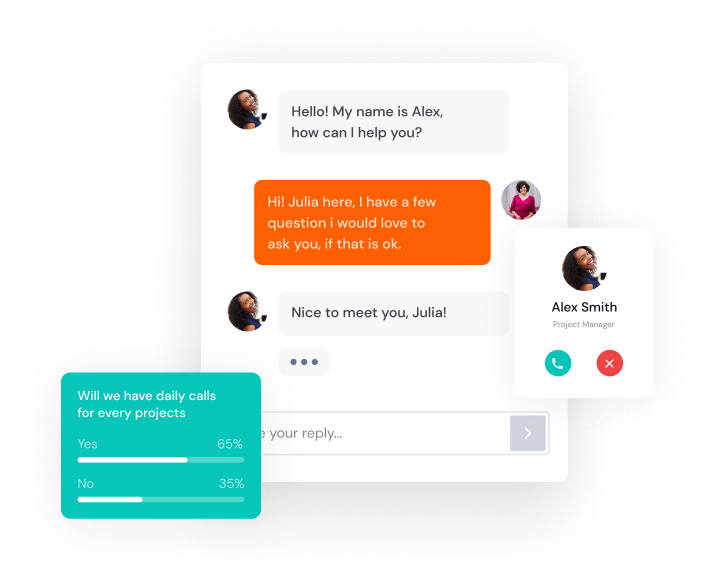 Hello! My name is Alex,
how can I help you?
Hi! Julia here, I have a few
question i would love to
ask you, if that is ok.
Nice to meet you, Julia!
Alex Smith
Project Manager
Will we have daily calls
for every projects
Yes 65%
No 35%
your reply...